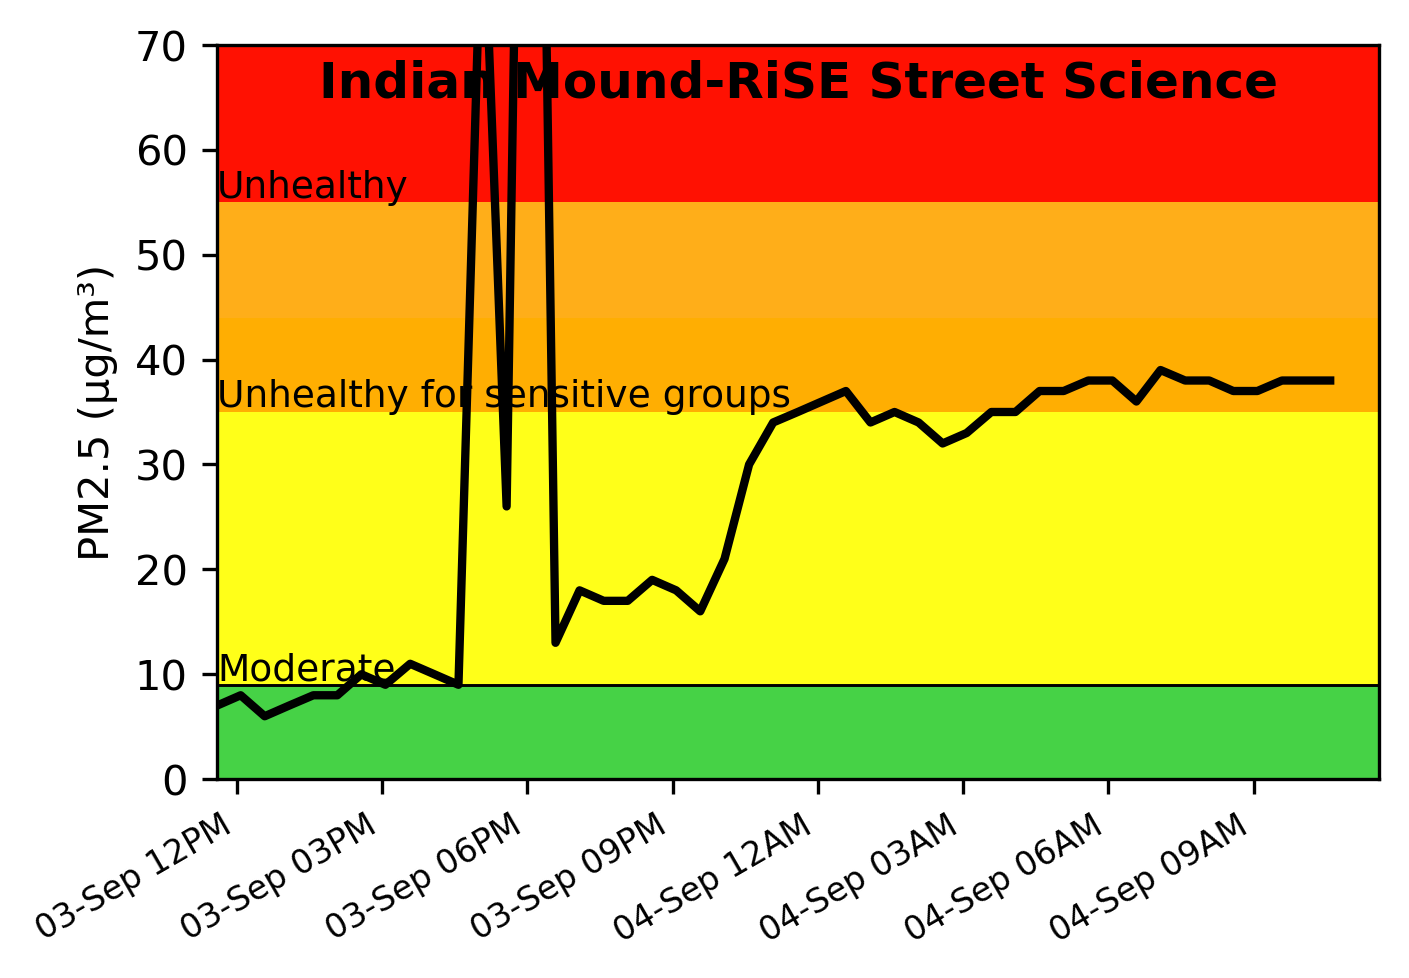 Indian Mound-RiSE Street Science
PM2.5 (µg/m³)
70
60
Unhealthy
50
40
Unhealthy for sensitive groups
30
20
10
Moderate
0
03-Sep 12PM
03-Sep 03PM
03-Sep 06PM
03-Sep 09PM
04-Sep 12AM
04-Sep 03AM
04-Sep 06AM
04-Sep 09AM